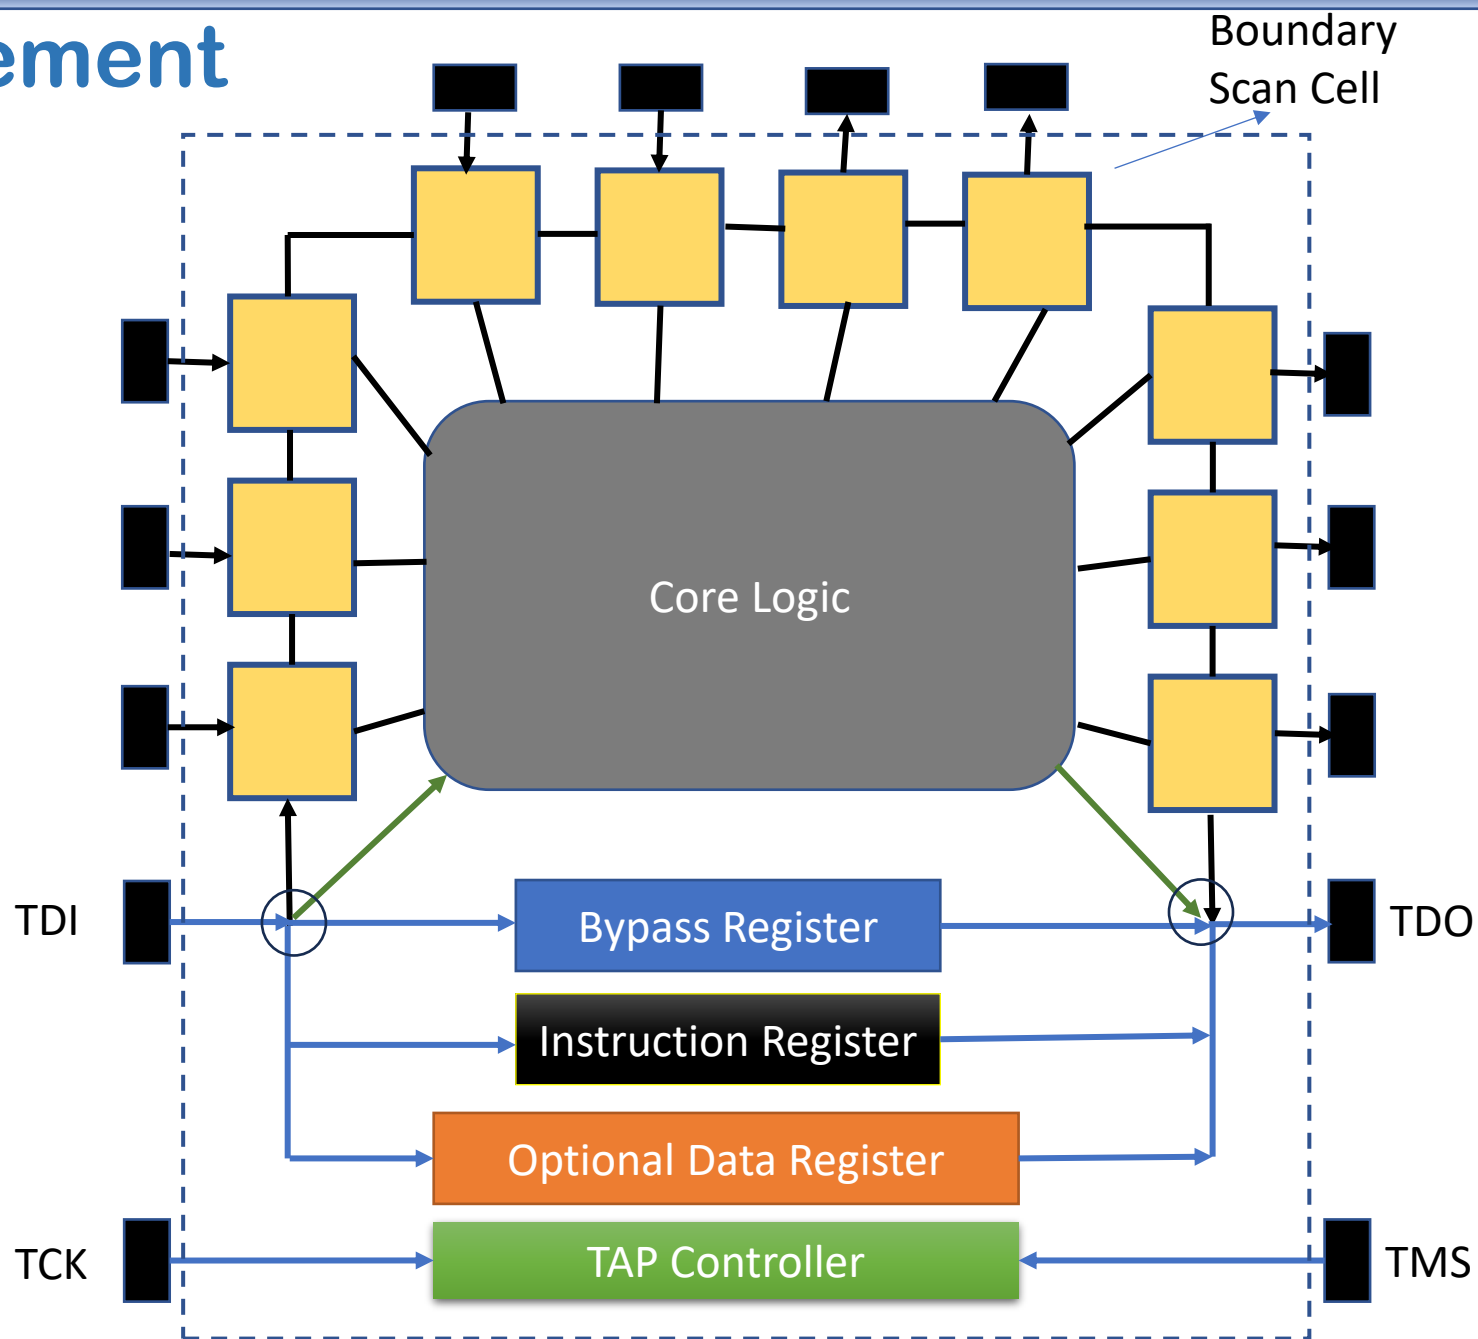 ement
Boundary
Scan Cell
Core Logic
TDI
Bypass Register
TDO
Instruction Register
Optional Data Register
TCK
TAP Controller
TMS